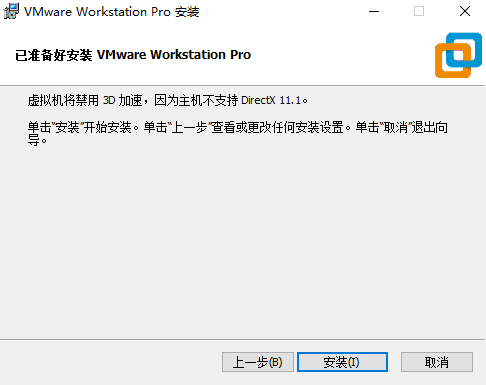 VMware Workstation Pro 安装
已准备好安装 VMware Workstation Pro
虚拟机将禁用 3D 加速，因为主机不支持 DirectX 11.1。
单击“安装”开始安装。单击“上一步”查看或更改任何安装设置。单击“取消”退出向
导。
上一步(B)
安装(I)
取消